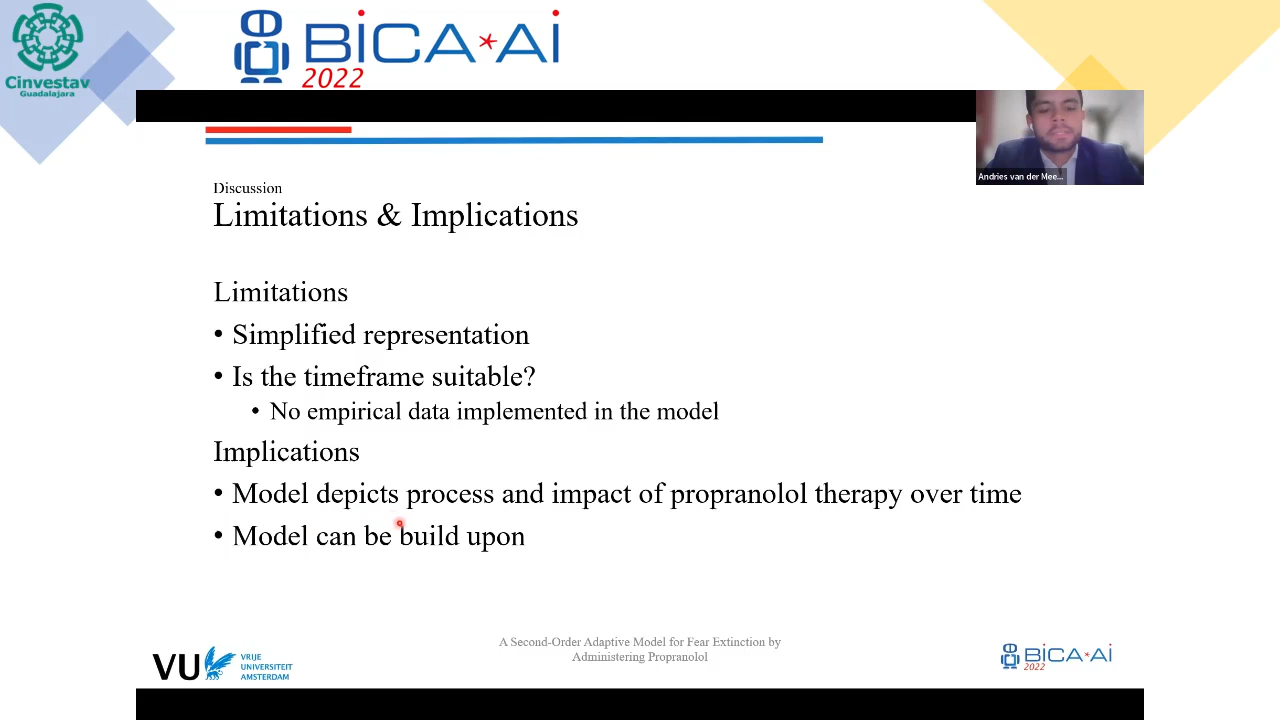 Cinvestav
Guadalajara
BICA*AI
2022
Andries van der Mee...
Discussion
Limitations & Implications
Limitations
• Simplified representation
• Is the timeframe suitable?
• No empirical data implemented in the model
Implications
• Model depicts process and impact of propranolol therapy over time
• Model can be build upon
VU
VRIJE
UNIVERSITEIT
AMSTERDAM
A Second-Order Adaptive Model for Fear Extinction by
Administering Propranolol
BICA*AI
2022